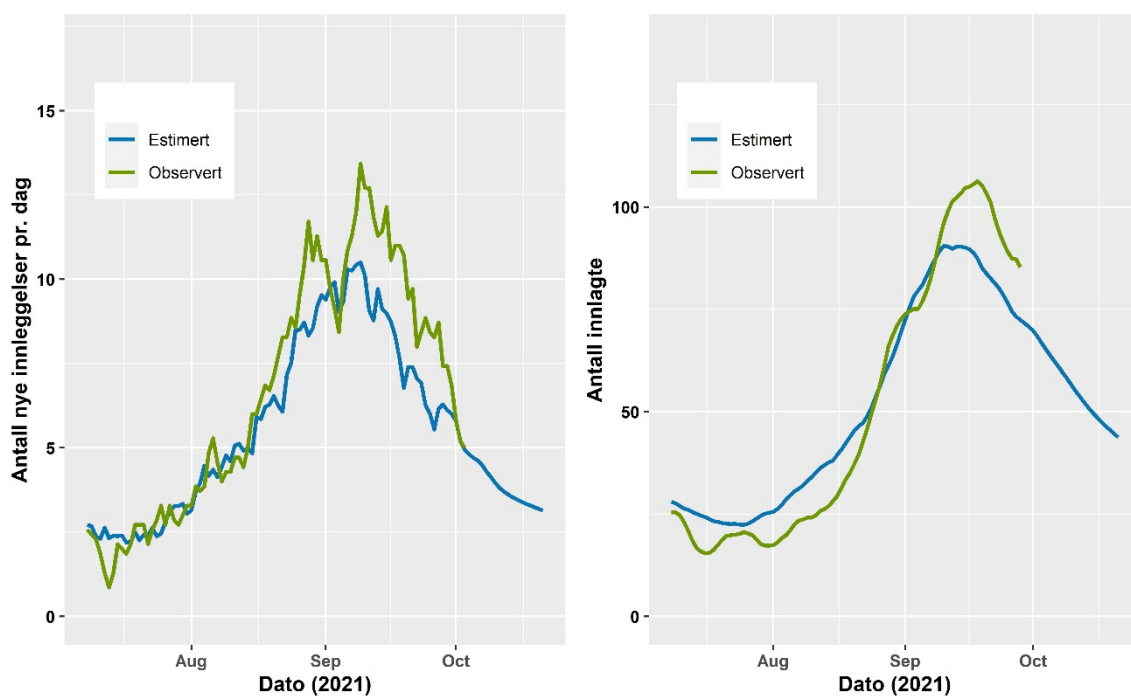 Antall nye innleggelser pr. dag
15
10
5
0
Estimert
Observert
Aug
Sep
Oct
Dato (2021)
Antall innlagte
100
50
0
Estimert
Observert
Aug
Sep
Oct
Dato (2021)